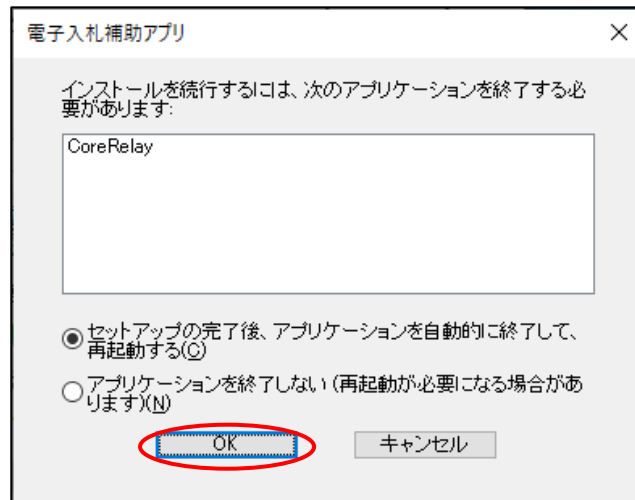 電子入札補助アプリ
インストールを続行するには、次のアプリケーションを終了する必
要があります:
CoreRelay
セットアップの完了後、アプリケーションを自動的に終了して、
再起動する(C)
アプリケーションを終了しない (再起動が必要になる場合があ
ります)(N)
OK
キャンセル